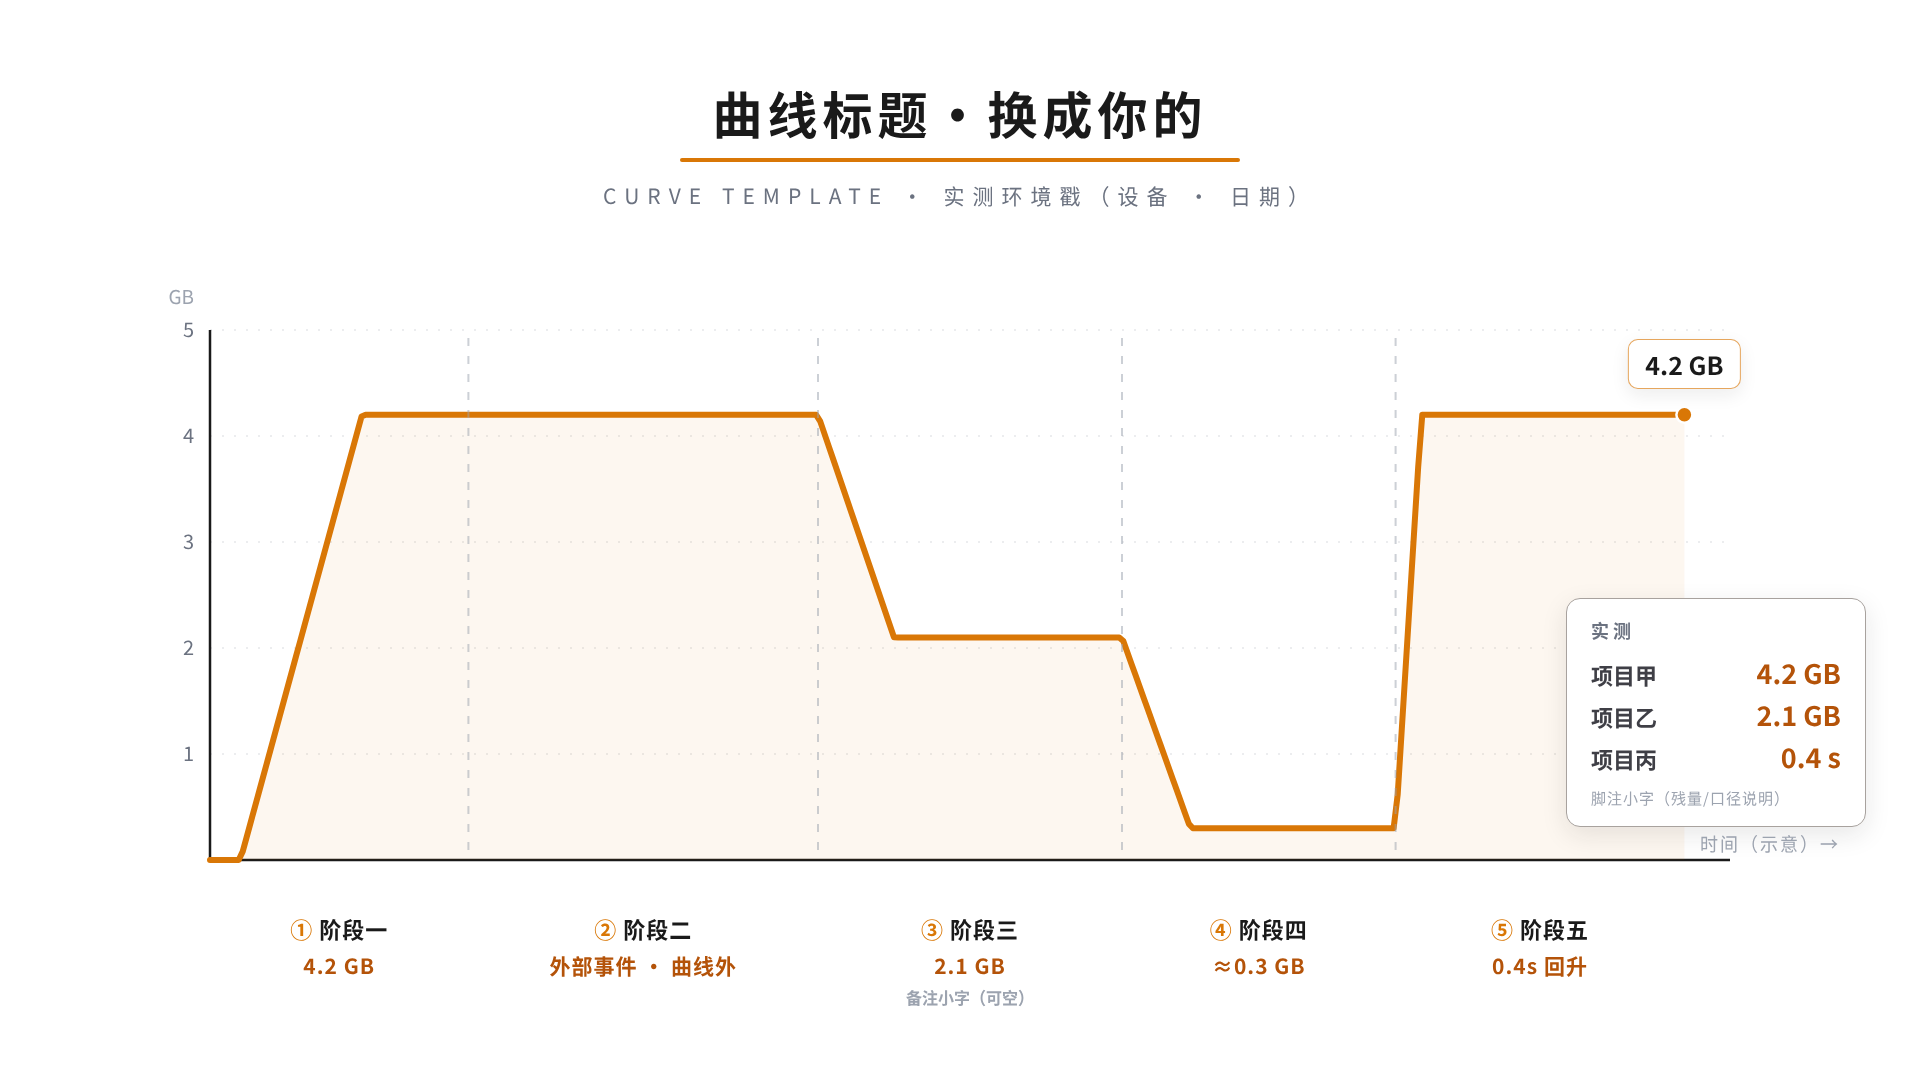 曲线标题·换成你的
CURVE TEMPLATE · 实测环境戳（设备 · 日期）
GB
5
4
3
2
1
4.2 GB
实测
项目甲 4.2 GB
项目乙 2.1 GB
项目丙 0.4 s
脚注小字（残量/口径说明）
时间（示意）→
① 阶段一
4.2 GB
② 阶段二
外部事件 · 曲线外
③ 阶段三
2.1 GB
备注小字（可空）
④ 阶段四
≈0.3 GB
⑤ 阶段五
0.4s 回升